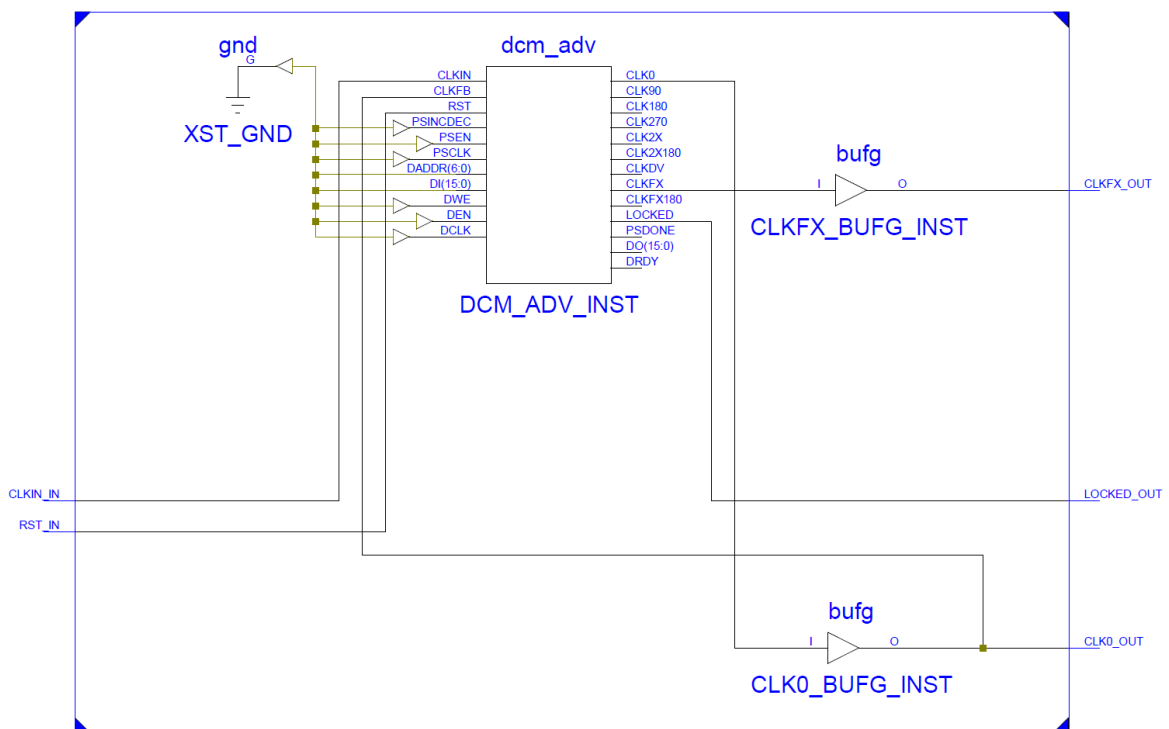 gnd
G
XST_GND
dcm_adv
CLKIN
CLKFB
RST
PSINCDEC
PSEN
PSCLK
DADDR(6:0)
DI(15:0)
DWE
DEN
DCLK
CLK0
CLK90
CLK180
CLK270
CLK2X
CLK2X180
CLKDV
CLKFX
CLKFX180
LOCKED
PSDONE
DO(15:0)
DRDY
DCM_ADV_INST
bufg
I
O
CLKFX_BUFG_INST
CLKFX_OUT
CLKIN_IN
RST_IN
LOCKED_OUT
bufg
I
O
CLK0_BUFG_INST
CLK0_OUT